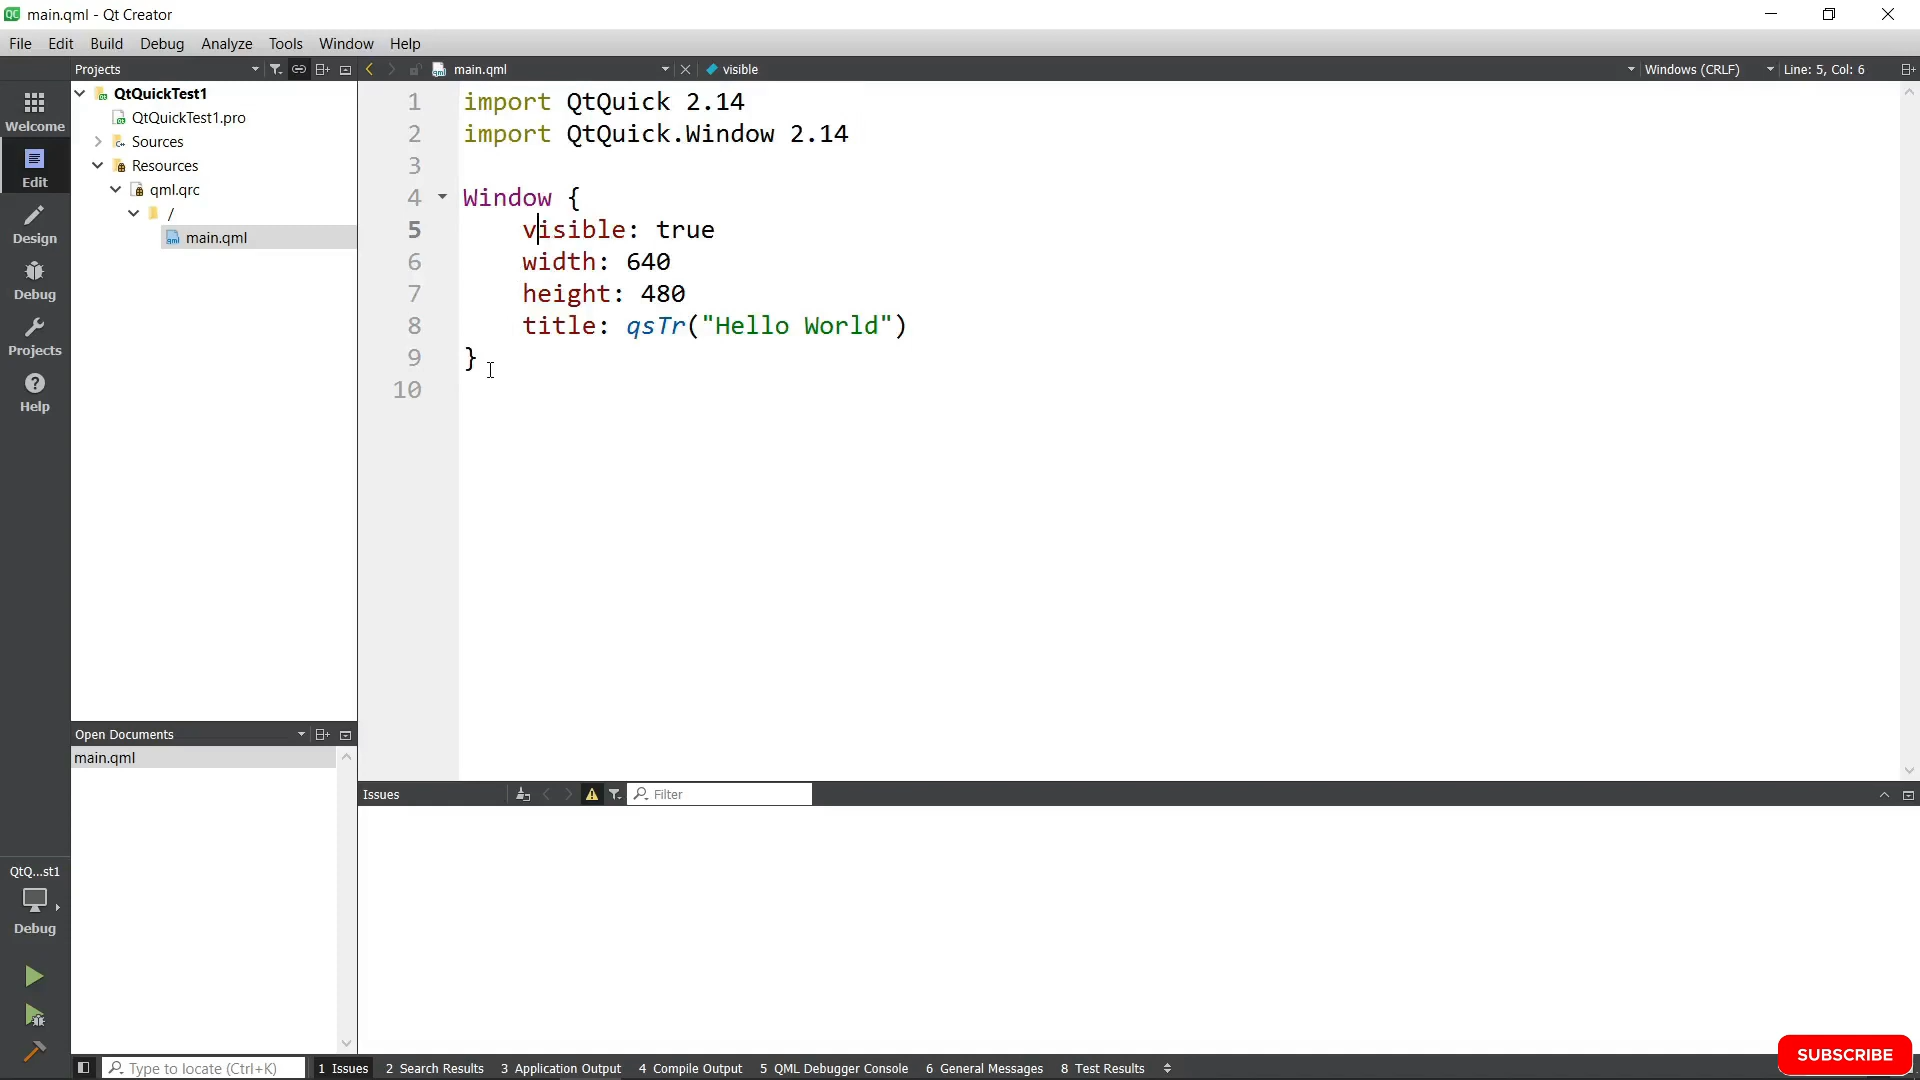 main.qml - Qt Creator
File Edit Build Debug Analyze Tools Window Help
Projects main.qml visible Windows (CRLF) Line: 5, Col: 6
Welcome
Edit
Design
Debug
Projects
Help
QtQuickTest1
QtQuickTest1.pro
Sources
Resources
qml.qrc
/
main.qml
1 import QtQuick 2.14
2 import QtQuick.Window 2.14
3
4 Window {
5 visible: true
6 width: 640
7 height: 480
8 title: qsTr("Hello World")
9 }
10
Open Documents
main.qml
Issues Filter
QtQ...st1
Debug
Type to locate (Ctrl+K) 1 Issues 2 Search Results 3 Application Output 4 Compile Output 5 QML Debugger Console 6 General Messages 8 Test Results
SUBSCRIBE